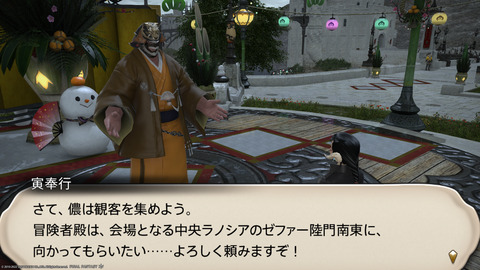 寅奉行
さて、儂は観客を集めよう。
冒険者殿は、会場となる中央ラノシアのゼファー陸門南東に、
向かってもらいたい……よろしく頼みますぞ！